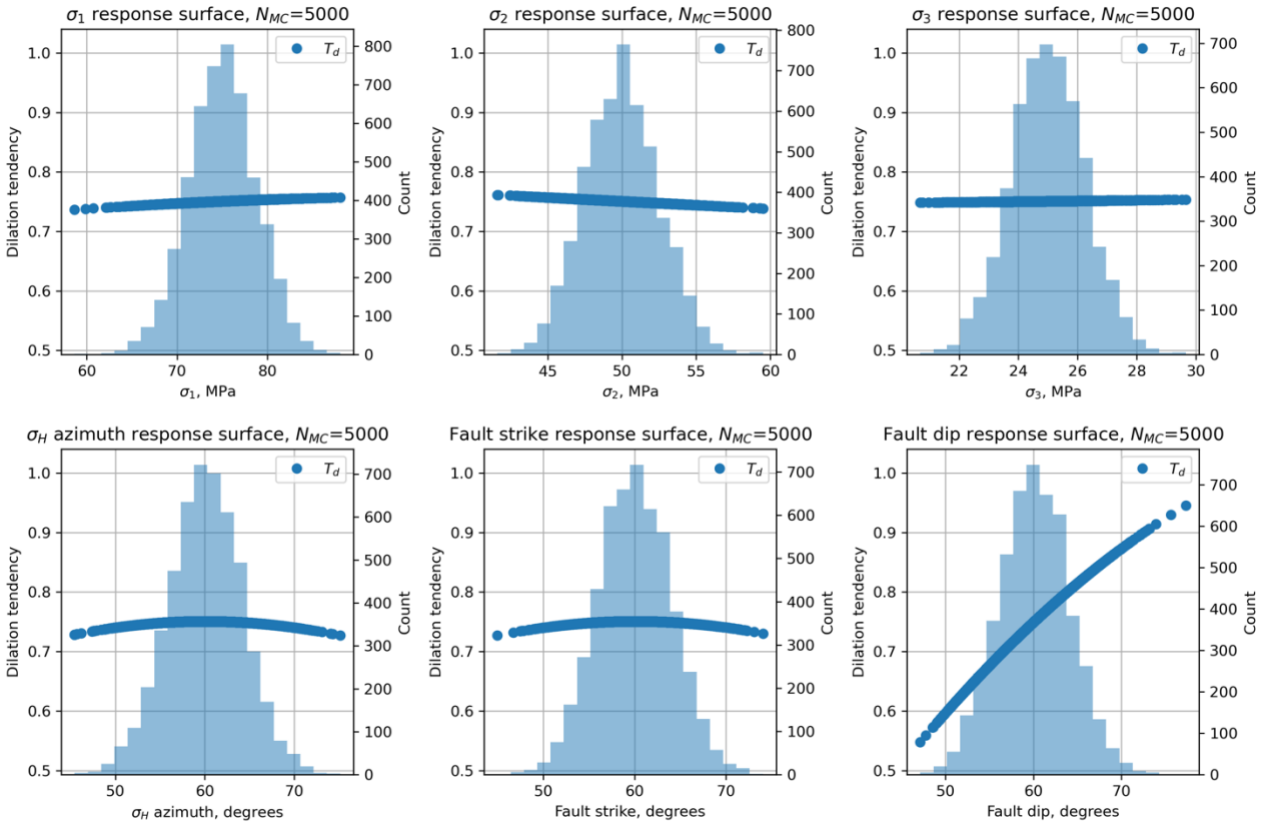 σ1 response surface, NMC=5000
1.0
0.9
0.8
0.7
0.6
0.5
Dilation tendency
Td
800
700
600
500
400
300
200
100
0
Count
60 70 80
σ1, MPa
σ2 response surface, NMC=5000
1.0
0.9
0.8
0.7
0.6
0.5
Dilation tendency
Td
800
700
600
500
400
300
200
100
0
Count
45 50 55 60
σ2, MPa
σ3 response surface, NMC=5000
1.0
0.9
0.8
0.7
0.6
0.5
Dilation tendency
Td
700
600
500
400
300
200
100
0
Count
22 24 26 28 30
σ3, MPa
σH azimuth response surface, NMC=5000
1.0
0.9
0.8
0.7
0.6
0.5
Dilation tendency
Td
700
600
500
400
300
200
100
0
Count
50 60 70
σH azimuth, degrees
Fault strike response surface, NMC=5000
1.0
0.9
0.8
0.7
0.6
0.5
Dilation tendency
Td
700
600
500
400
300
200
100
0
Count
50 60 70
Fault strike, degrees
Fault dip response surface, NMC=5000
1.0
0.9
0.8
0.7
0.6
0.5
Dilation tendency
Td
700
600
500
400
300
200
100
0
Count
50 60 70
Fault dip, degrees